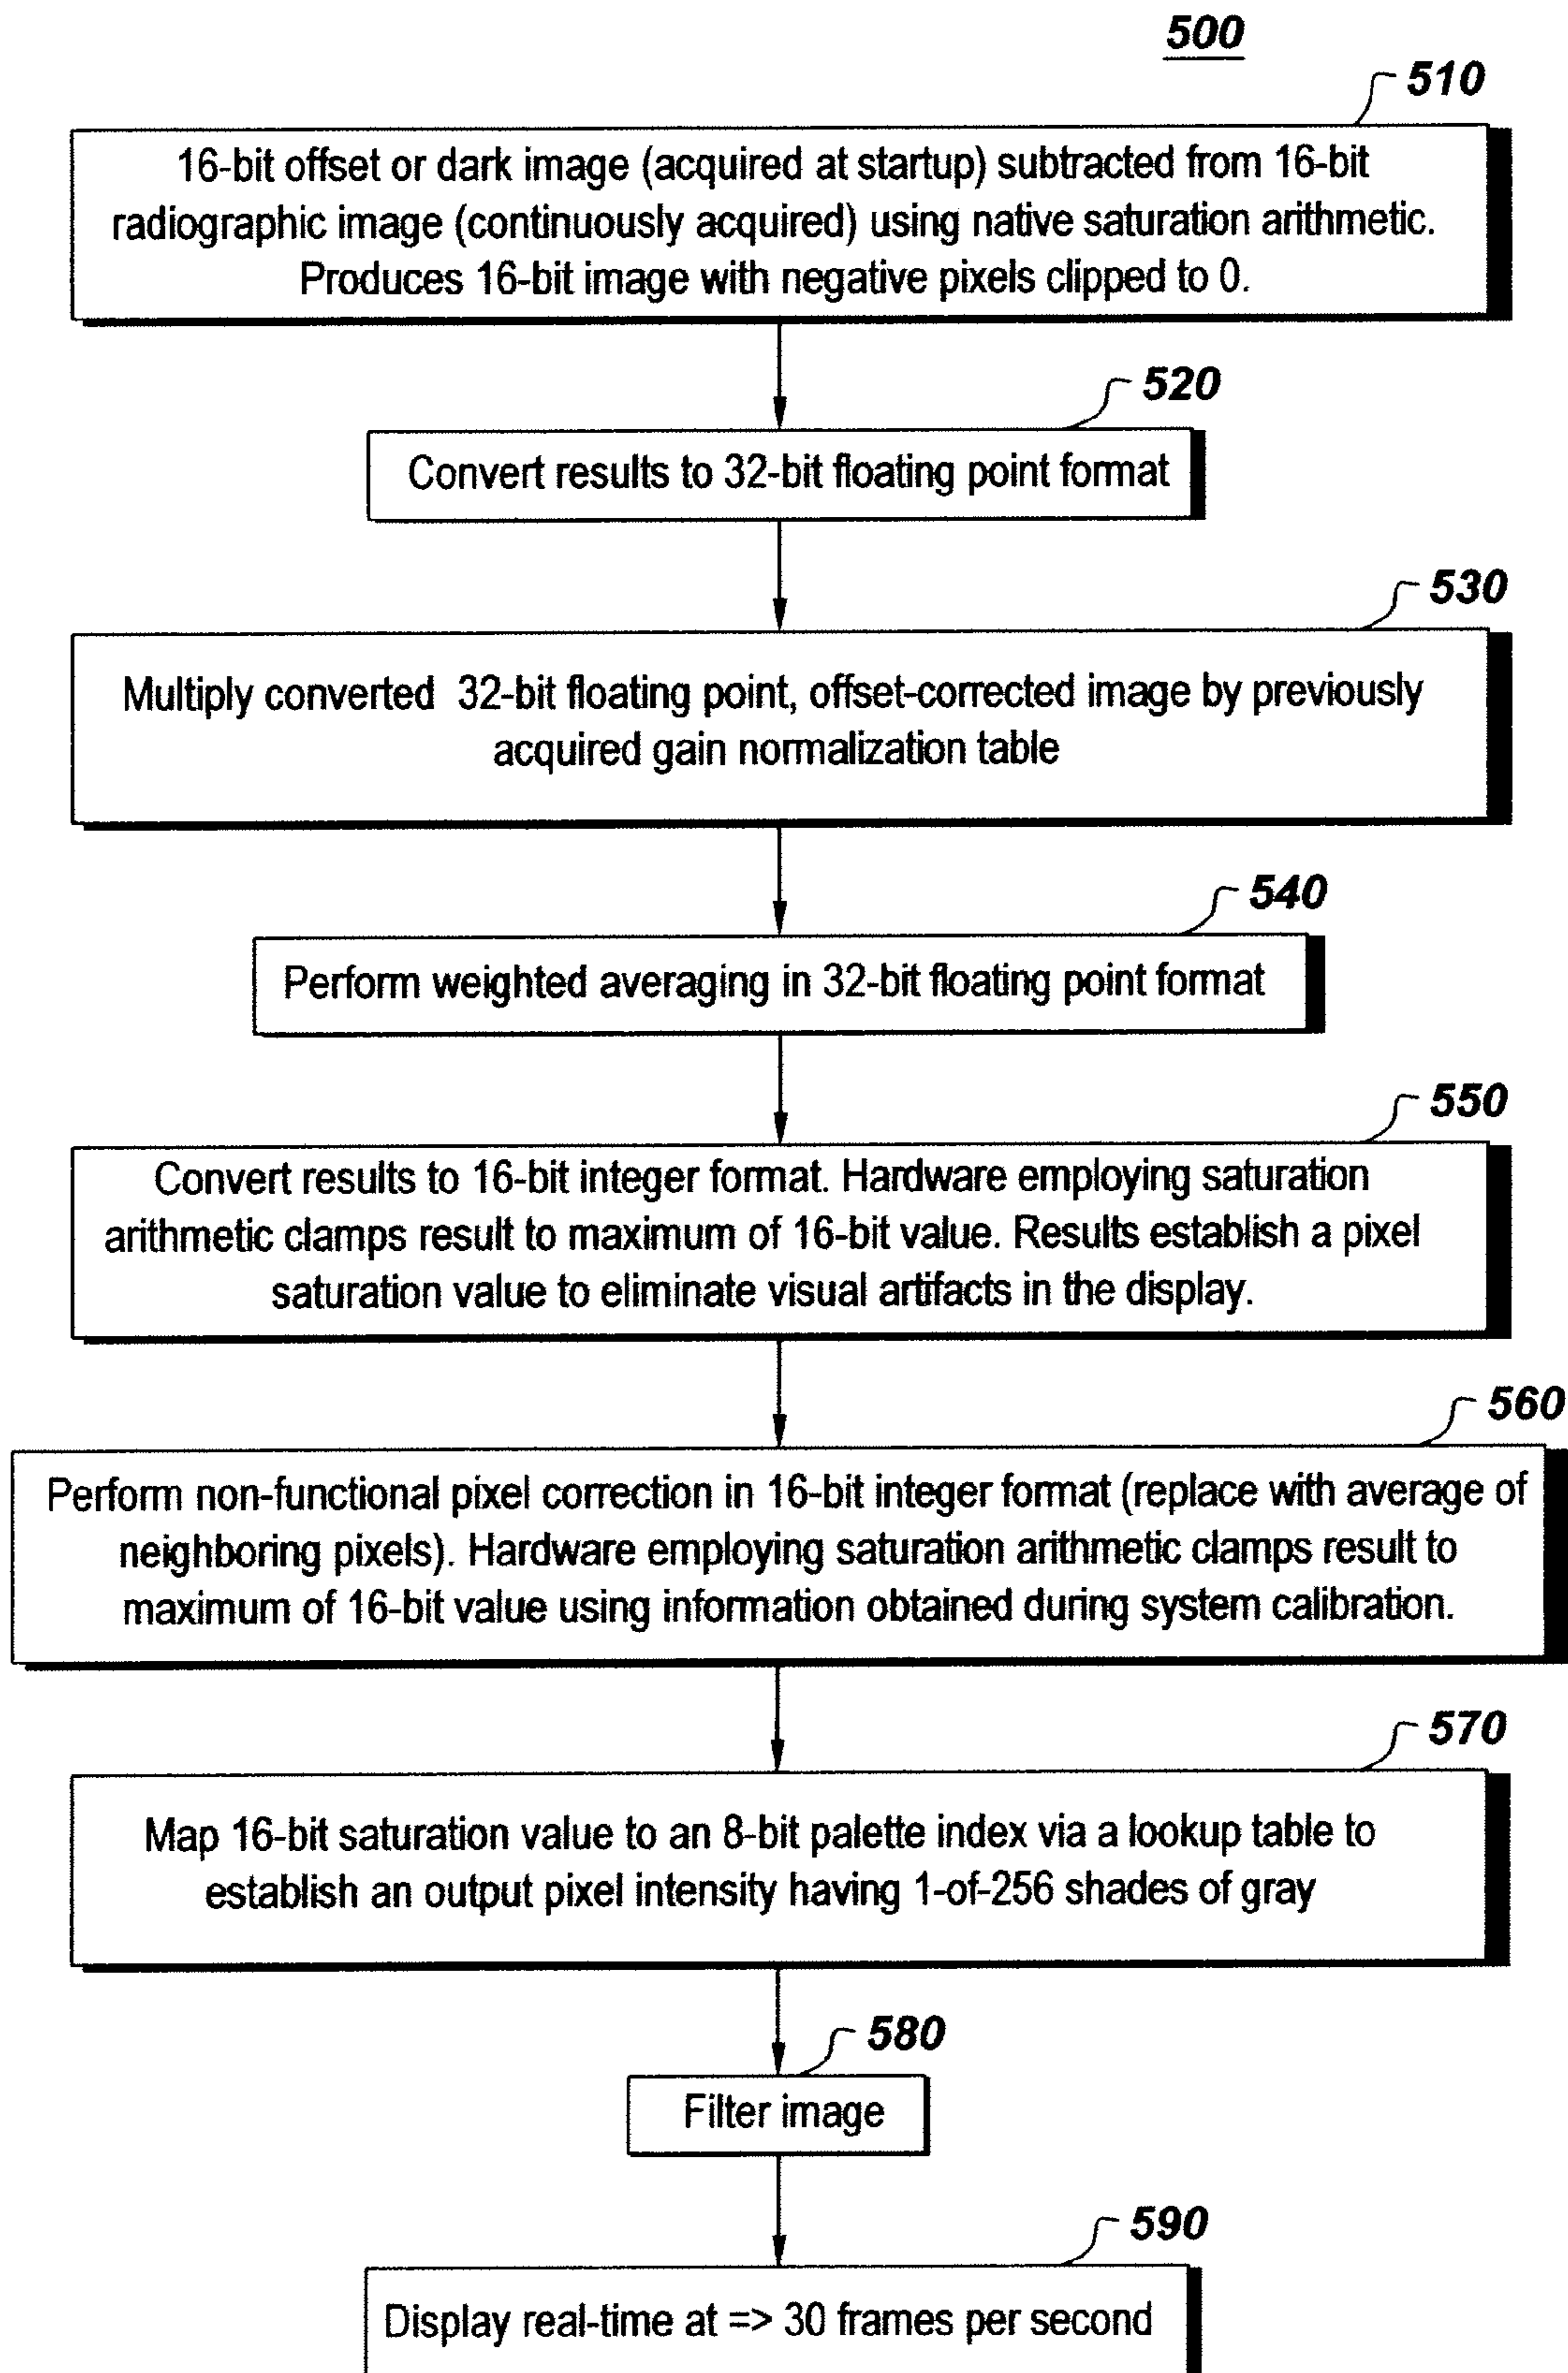 500
510
16-bit offset or dark image (acquired at startup) subtracted from 16-bit
radiographic image (continuously acquired) using native saturation arithmetic.
Produces 16-bit image with negative pixels clipped to 0.
520
Convert results to 32-bit floating point format
530
Multiply converted 32-bit floating point, offset-corrected image by previously
acquired gain normalization table
540
Perform weighted averaging in 32-bit floating point format
550
Convert results to 16-bit integer format. Hardware employing saturation
arithmetic clamps result to maximum of 16-bit value. Results establish a pixel
saturation value to eliminate visual artifacts in the display.
560
Perform non-functional pixel correction in 16-bit integer format (replace with average of
neighboring pixels). Hardware employing saturation arithmetic clamps result to
maximum of 16-bit value using information obtained during system calibration.
570
Map 16-bit saturation value to an 8-bit palette index via a lookup table to
establish an output pixel intensity having 1-of-256 shades of gray
580
Filter image
590
Display real-time at => 30 frames per second